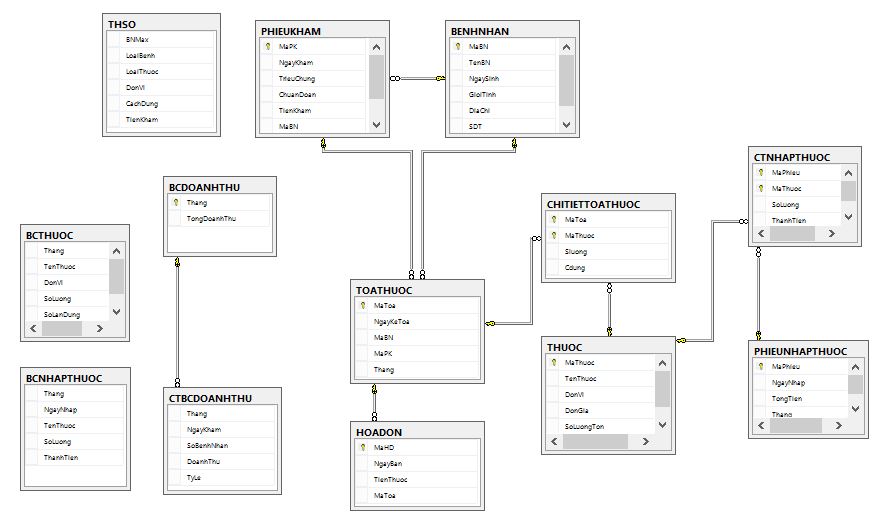 THSO
BNMax
LoaiBenh
LoaiThuoc
DonVi
CachDung
TienKham
PHIEUKHAM
MaPK
NgayKham
TrieuChung
ChuanDoan
TienKham
MaBN
BENHNHAN
MaBN
TenBN
NgaySinh
GioiTinh
DiaChi
SDT
CTNHAPTHUOC
MaPhieu
MaThuoc
SoLuong
ThanhTien
BCDOANHTHU
Thang
TongDoanhThu
CHITIETTOATHUOC
MaToa
MaThuoc
Sluong
Cdung
BCTHUOC
Thang
TenThuoc
DonVi
SoLuong
SoLanDung
TOATHUOC
MaToa
NgayKeToa
MaBN
MaPK
Thang
THUOC
MaThuoc
TenThuoc
DonVi
DonGia
SoLuongTon
PHIEUNHAPTHUOC
MaPhieu
NgayNhap
TongTien
Thang
BCNHAPTHUOC
Thang
NgayNhap
TenThuoc
SoLuong
ThanhTien
CTBCDOANHTHU
Thang
NgayKham
SoBenhNhan
DoanhThu
TyLe
HOADON
MaHD
NgayBan
TienThuoc
MaToa